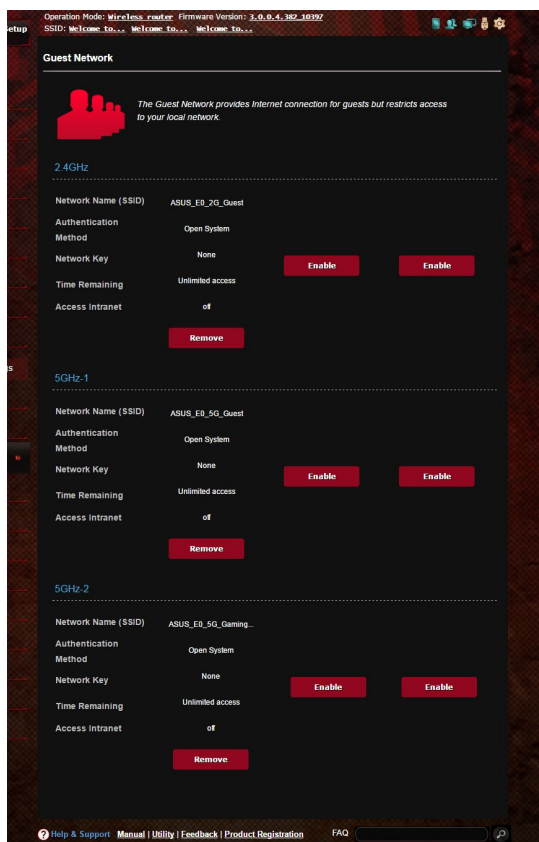 Operation Mode: Wireless router Firmware Version: 3.0.0.4.382_10397
Setup
SSID: Welcome to... Welcome to... Welcome to...
Guest Network
The Guest Network provides Internet connection for guests but restricts access
to your local network.
2.4GHz
Network Name (SSID) ASUS_E0_2G_Guest
Authentication
Method Open System
Network Key None
Enable Enable
Time Remaining Unlimited access
Access Intranet off
Remove
5GHz-1
Network Name (SSID) ASUS_E0_5G_Guest
Authentication
Method Open System
Network Key None
Enable Enable
Time Remaining Unlimited access
Access Intranet off
Remove
5GHz-2
Network Name (SSID) ASUS_E0_5G_Gaming...
Authentication
Method Open System
Network Key None
Enable Enable
Time Remaining Unlimited access
Access Intranet off
Remove
Help & Support Manual | Utility | Feedback | Product Registration FAQ